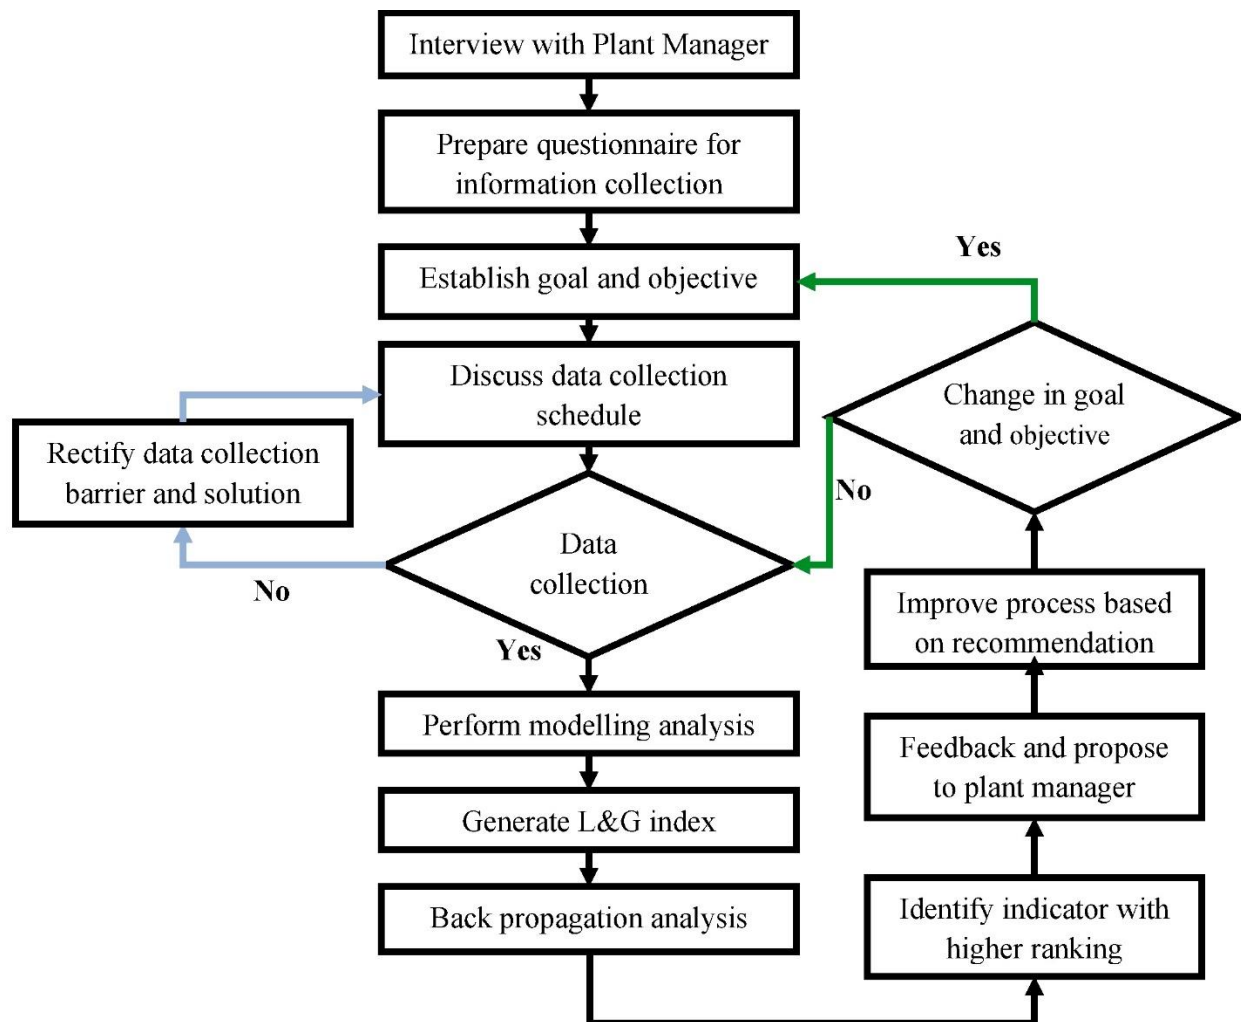 Interview with Plant Manager
Prepare questionnaire for
information collection
Establish goal and objective
Yes
Discuss data collection
schedule
Change in goal
and objective
Rectify data collection
barrier and solution
No
Data
collection
No
Yes
Improve process based
on recommendation
Perform modelling analysis
Feedback and propose
to plant manager
Generate L&G index
Back propagation analysis
Identify indicator with
higher ranking